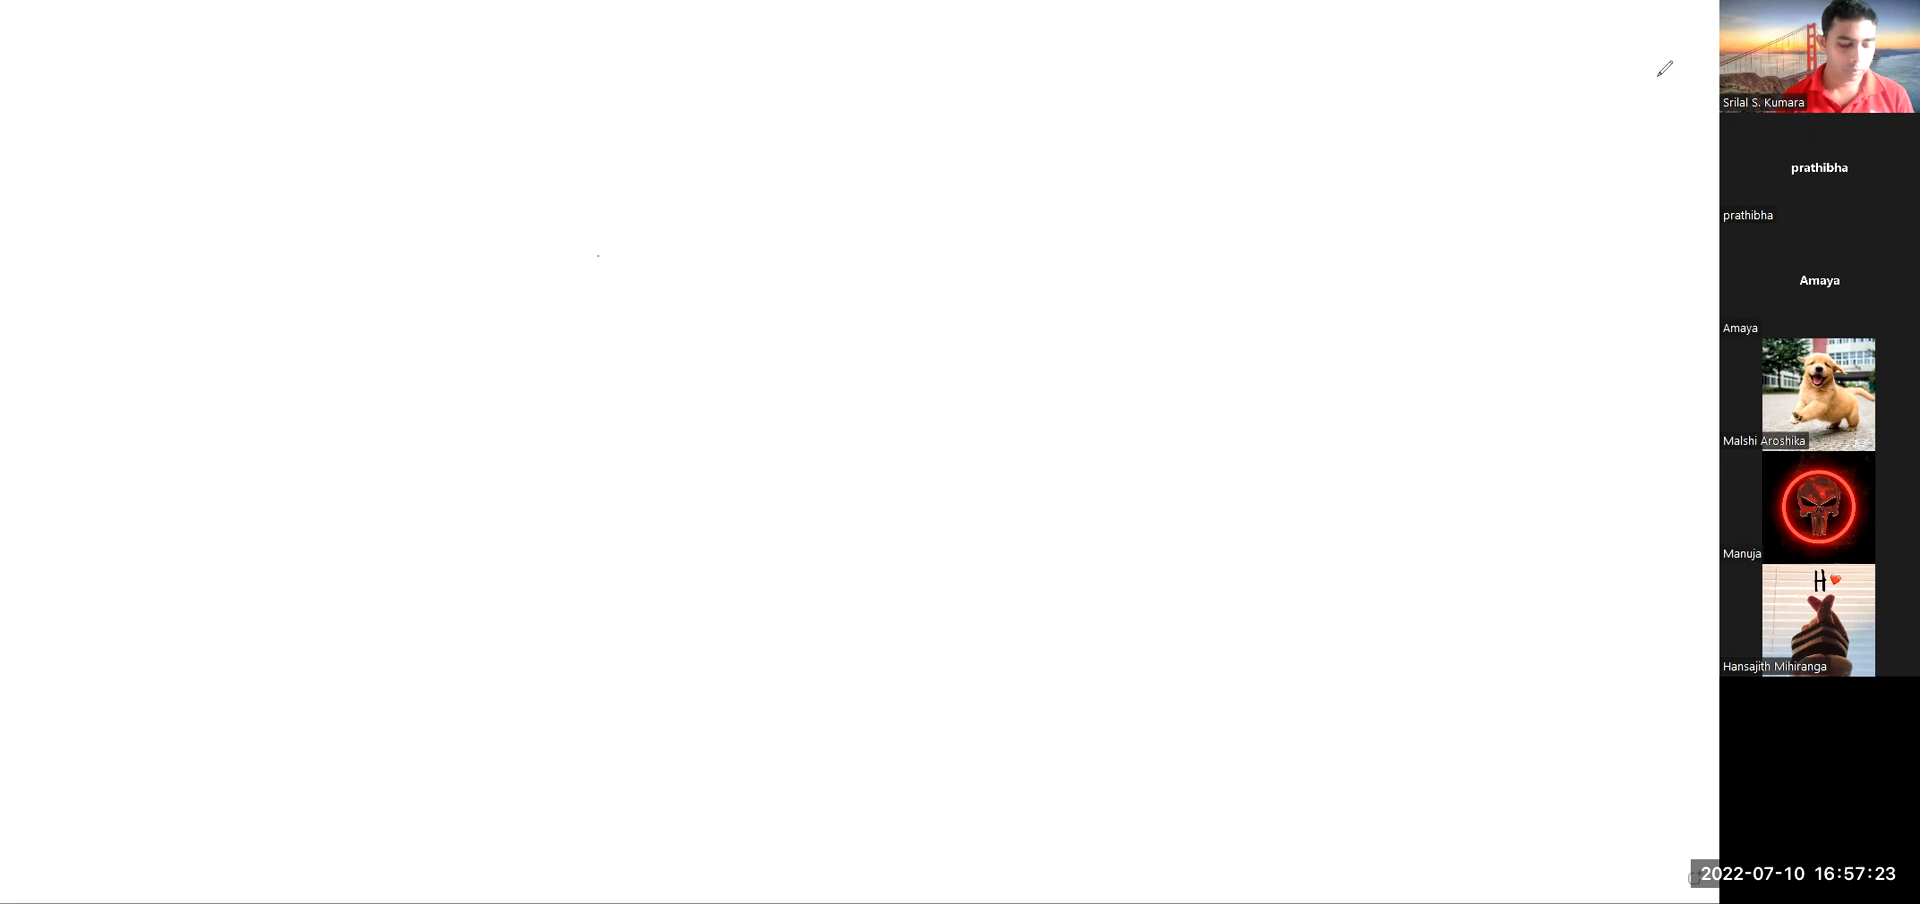 Srilal S. Kumara
prathibha
prathibha
Amaya
Amaya
Malshi Aroshika
Manuja
H
Hansajith Mihiranga
2022-07-10 16:57:23